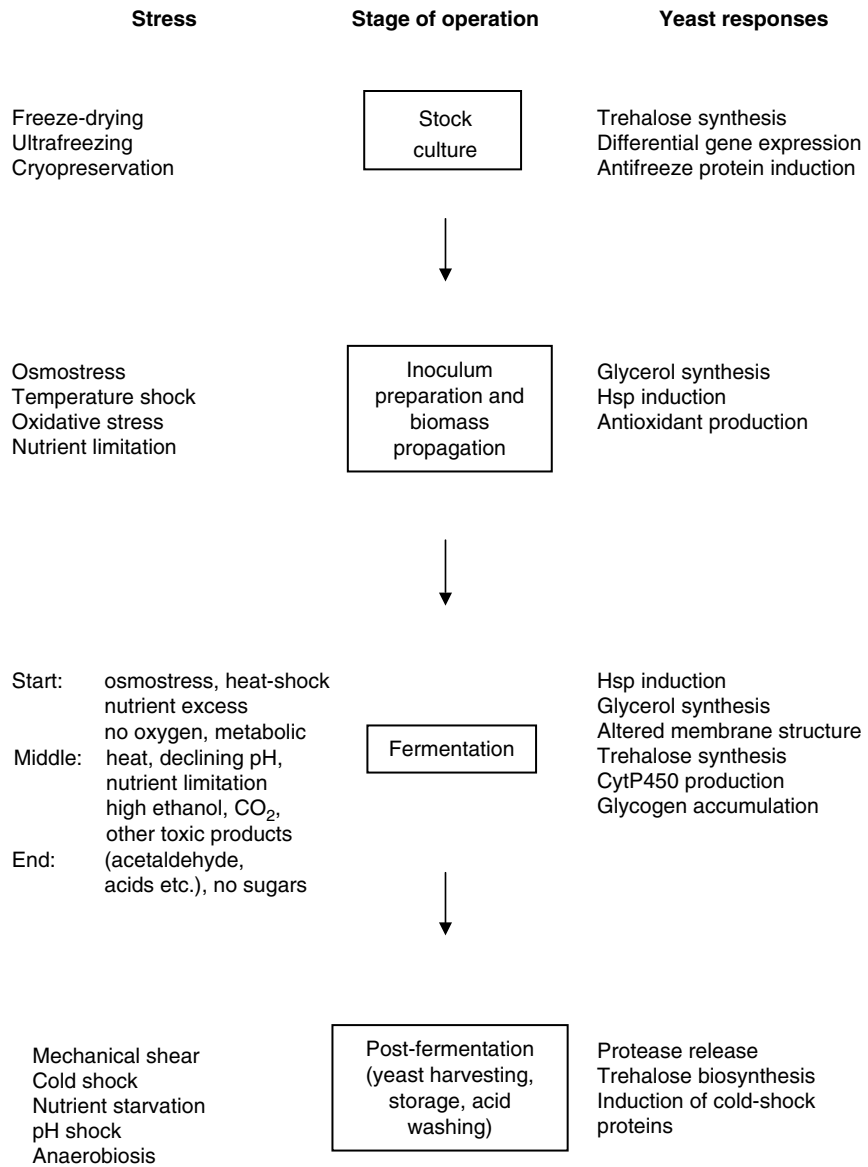 Stress
Stage of operation
Yeast responses
Freeze-drying
Ultrafreezing
Cryopreservation
Stock
culture
Trehalose synthesis
Differential gene expression
Antifreeze protein induction
Osmostress
Temperature shock
Oxidative stress
Nutrient limitation
Inoculum
preparation and
biomass
propagation
Glycerol synthesis
Hsp induction
Antioxidant production
Start: osmostress, heat-shock
nutrient excess
no oxygen, metabolic
Middle: heat, declining pH,
nutrient limitation
high ethanol, CO₂,
other toxic products
End: (acetaldehyde,
acids etc.), no sugars
Fermentation
Hsp induction
Glycerol synthesis
Altered membrane structure
Trehalose synthesis
CytP450 production
Glycogen accumulation
Mechanical shear
Cold shock
Nutrient starvation
pH shock
Anaerobiosis
Post-fermentation
(yeast harvesting,
storage, acid
washing)
Protease release
Trehalose biosynthesis
Induction of cold-shock
proteins